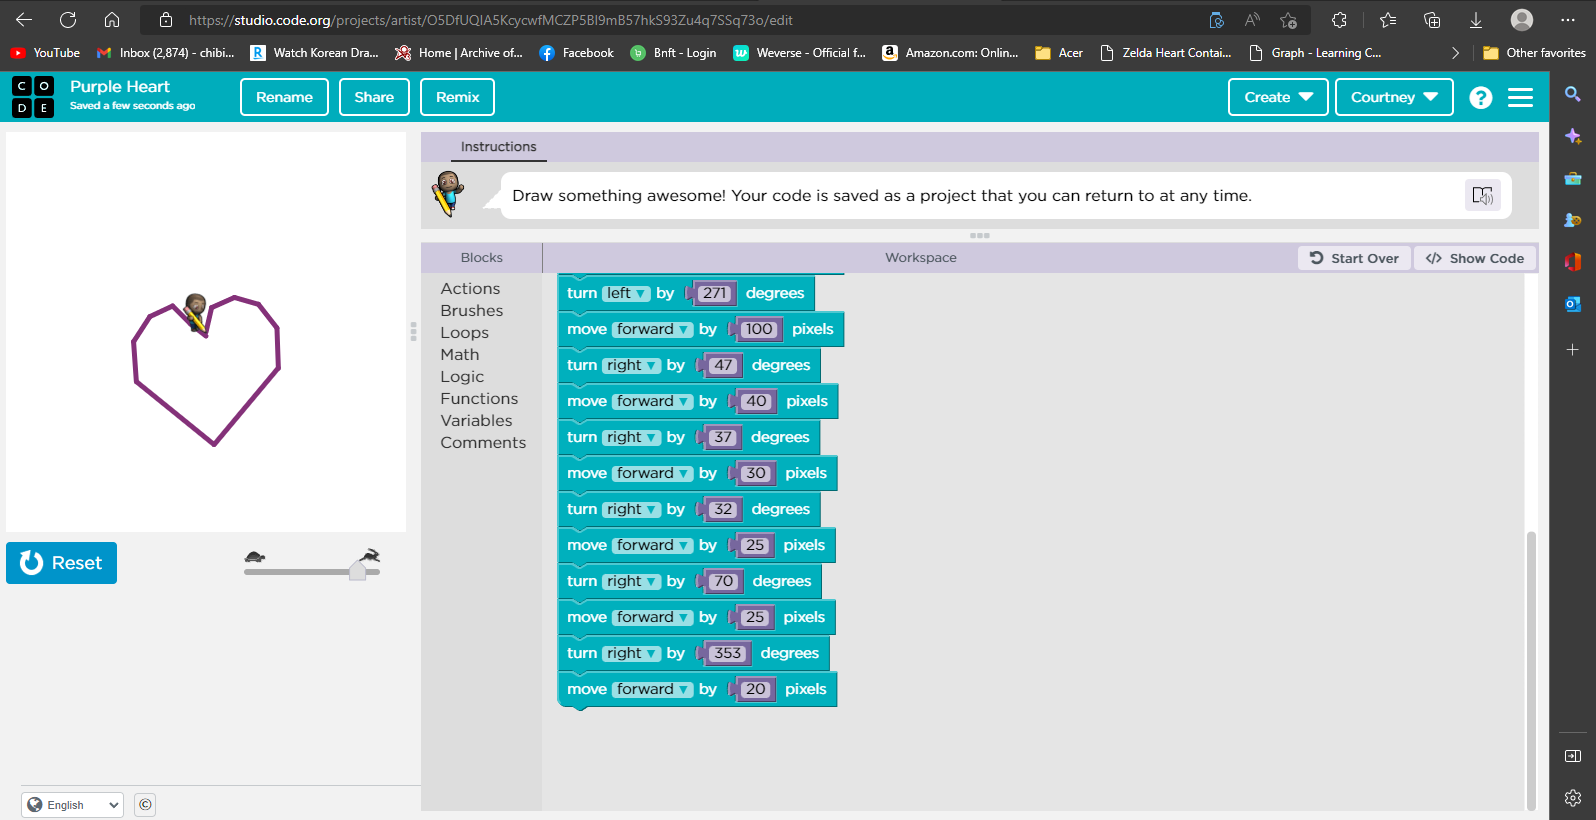 https://studio.code.org/projects/artist/O5DfUQIA5KcycwfMCZP5Bl9mB57hkS93Zu4q7SSq73o/edit
YouTube Inbox (2,874) - chibi... Watch Korean Dra... Home | Archive of... Facebook Bnft - Login Weverse - Official f... Amazon.com: Onlin... Acer Zelda Heart Contai... Graph - Learning C... Other favorites
CODE
Purple Heart
Saved a few seconds ago
Rename Share Remix Create Courtney ?
Instructions
Draw something awesome! Your code is saved as a project that you can return to at any time.
Blocks Workspace Start Over </> Show Code
Actions
Brushes
Loops
Math
Logic
Functions
Variables
Comments
turn left by 271 degrees
move forward by 100 pixels
turn right by 47 degrees
move forward by 40 pixels
turn right by 37 degrees
move forward by 30 pixels
turn right by 32 degrees
move forward by 25 pixels
turn right by 70 degrees
move forward by 25 pixels
turn right by 353 degrees
move forward by 20 pixels
Reset
English ©